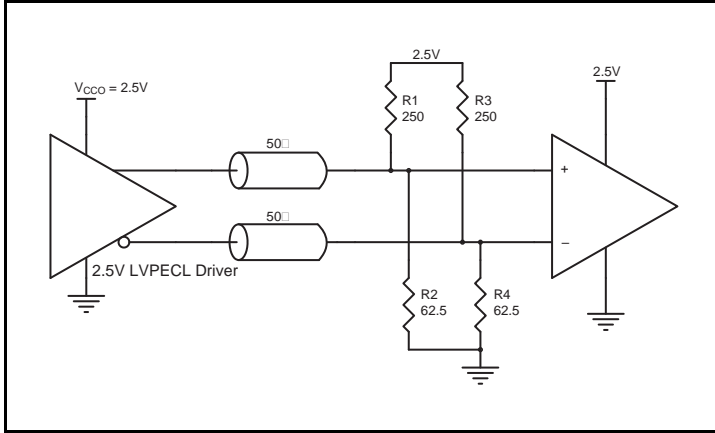 2.5V
V_CCO = 2.5V
2.5V
R1
250
R3
250
50□
+
50□
−
2.5V LVPECL Driver
R2
62.5
R4
62.5